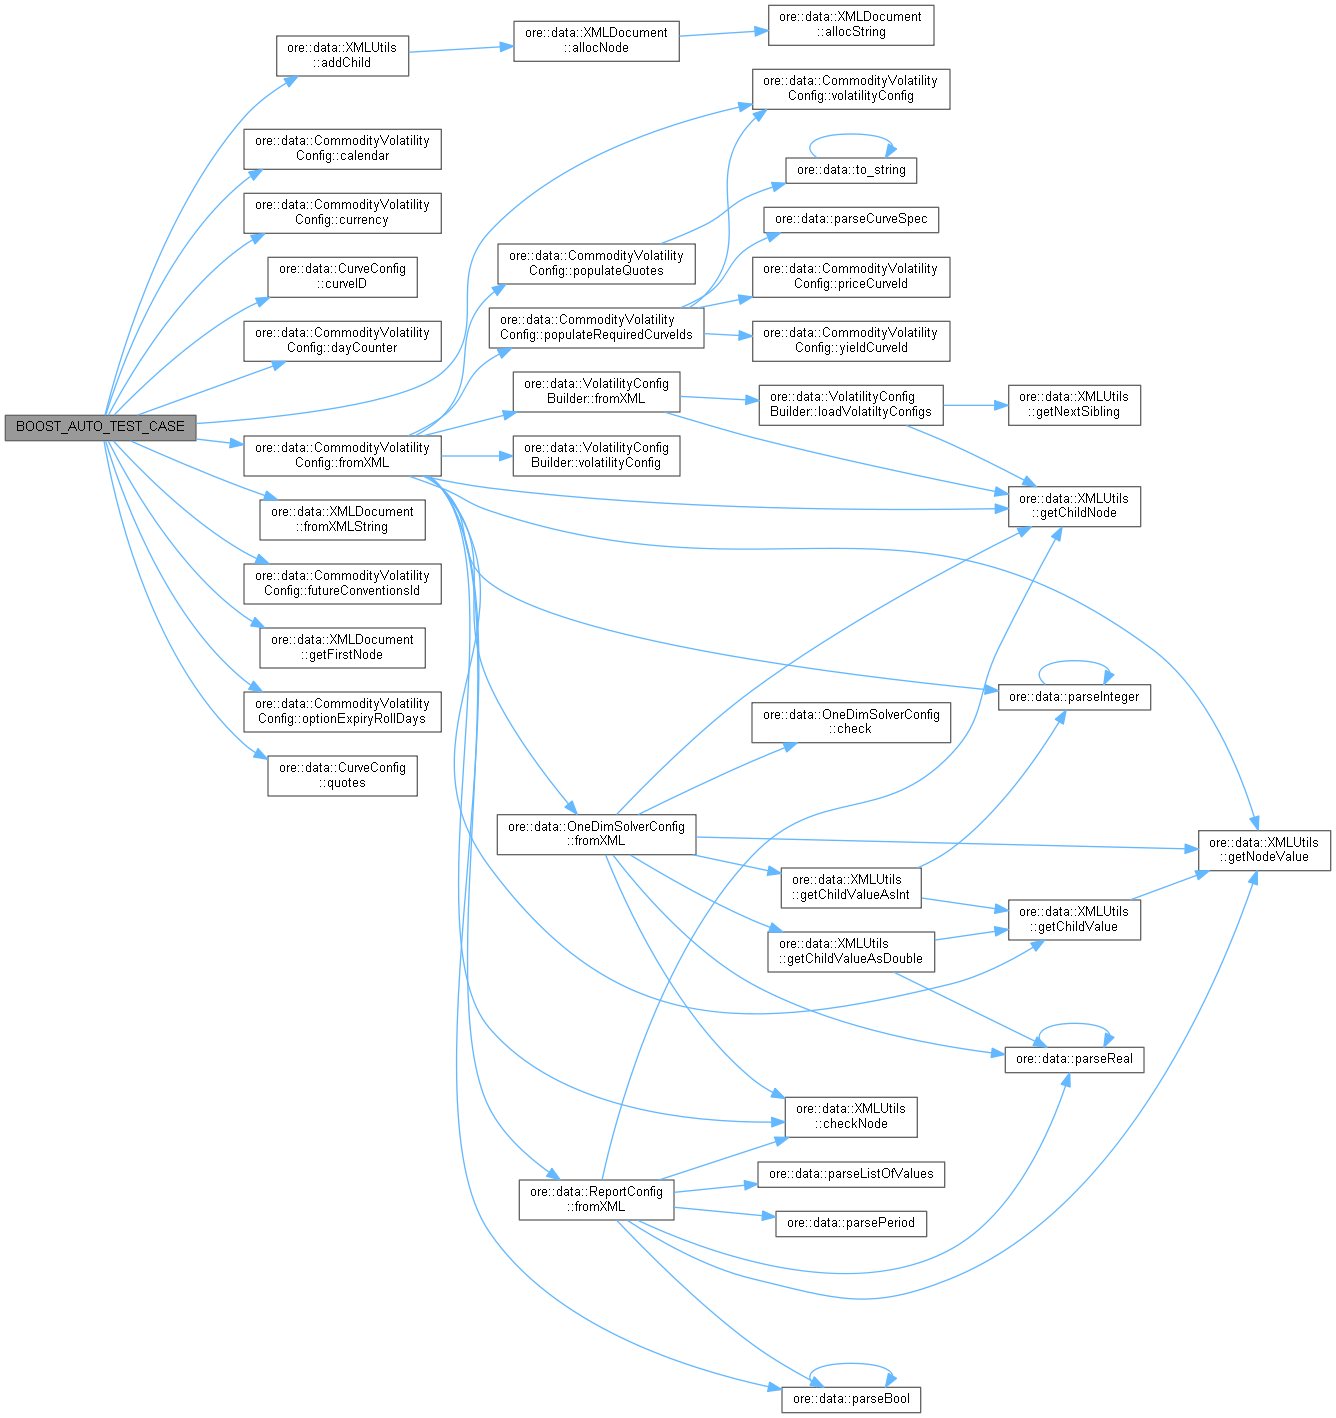 BOOST_AUTO_TEST_CASE
ore::data::XMLUtils
::addChild
ore::data::CommodityVolatility
Config::calendar
ore::data::CommodityVolatility
Config::currency
ore::data::CurveConfig
::curveID
ore::data::CommodityVolatility
Config::dayCounter
ore::data::CommodityVolatility
Config::fromXML
ore::data::XMLDocument
::fromXMLString
ore::data::CommodityVolatility
Config::futureConventionsId
ore::data::XMLDocument
::getFirstNode
ore::data::CommodityVolatility
Config::optionExpiryRollDays
ore::data::CurveConfig
::quotes
ore::data::XMLDocument
::allocNode
ore::data::CommodityVolatility
Config::populateQuotes
ore::data::CommodityVolatility
Config::populateRequiredCurveIds
ore::data::VolatilityConfig
Builder::fromXML
ore::data::VolatilityConfig
Builder::volatilityConfig
ore::data::OneDimSolverConfig
::fromXML
ore::data::ReportConfig
::fromXML
ore::data::XMLDocument
::allocString
ore::data::CommodityVolatility
Config::volatilityConfig
ore::data::to_string
ore::data::parseCurveSpec
ore::data::CommodityVolatility
Config::priceCurveId
ore::data::CommodityVolatility
Config::yieldCurveId
ore::data::VolatilityConfig
Builder::loadVolatiltyConfigs
ore::data::OneDimSolverConfig
::check
ore::data::XMLUtils
::getChildValueAsInt
ore::data::XMLUtils
::getChildValueAsDouble
ore::data::XMLUtils
::checkNode
ore::data::parseListOfValues
ore::data::parsePeriod
ore::data::parseBool
ore::data::XMLUtils
::getNextSibling
ore::data::XMLUtils
::getChildNode
ore::data::parseInteger
ore::data::XMLUtils
::getChildValue
ore::data::parseReal
ore::data::XMLUtils
::getNodeValue